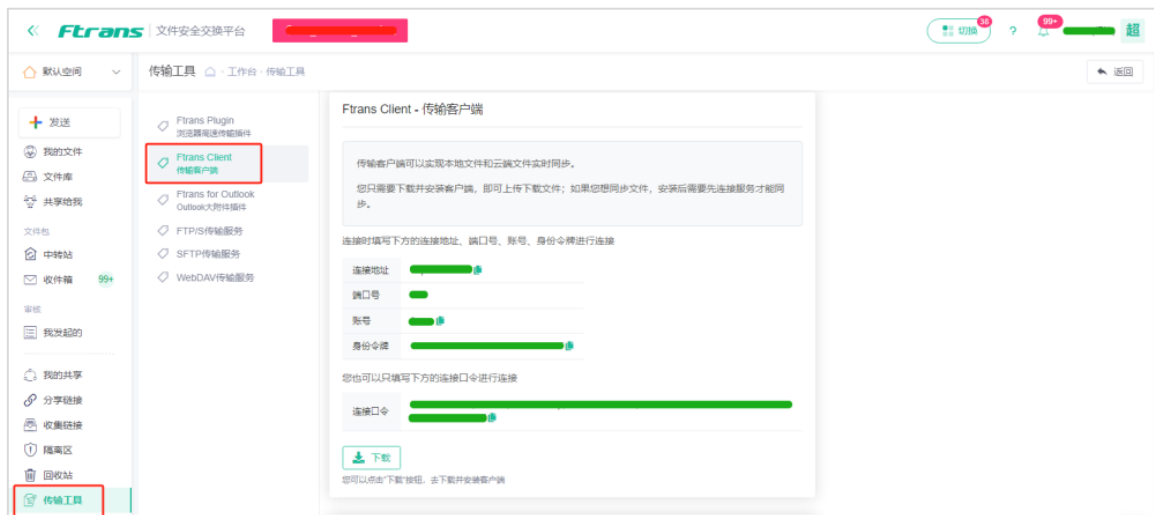 Ftrans 文件安全交换平台
切换
36
?
99+
超
默认空间
传输工具
工作台 · 传输工具
返回
发送
我的文件
文件库
共享给我
文件包
中转站
收件箱 99+
审核
我发起的
我的共享
分享链接
收集链接
隔离区
回收站
传输工具
Ftrans Plugin
浏览器高速传输插件
Ftrans Client
传输客户端
Ftrans for Outlook
Outlook大附件插件
FTP/S传输服务
SFTP传输服务
WebDAV传输服务
Ftrans Client - 传输客户端
传输客户端可以实现本地文件和云端文件实时同步。
您只需要下载并安装客户端，即可上传下载文件；如果您想同步文件，安装后需要先连接服务才能同
步。
连接时填写下方的连接地址、端口号、账号、身份令牌进行连接
连接地址
端口号
账号
身份令牌
您也可以只填写下方的连接口令进行连接
连接口令
下载
您可以点击"下载"按钮，去下载并安装客户端